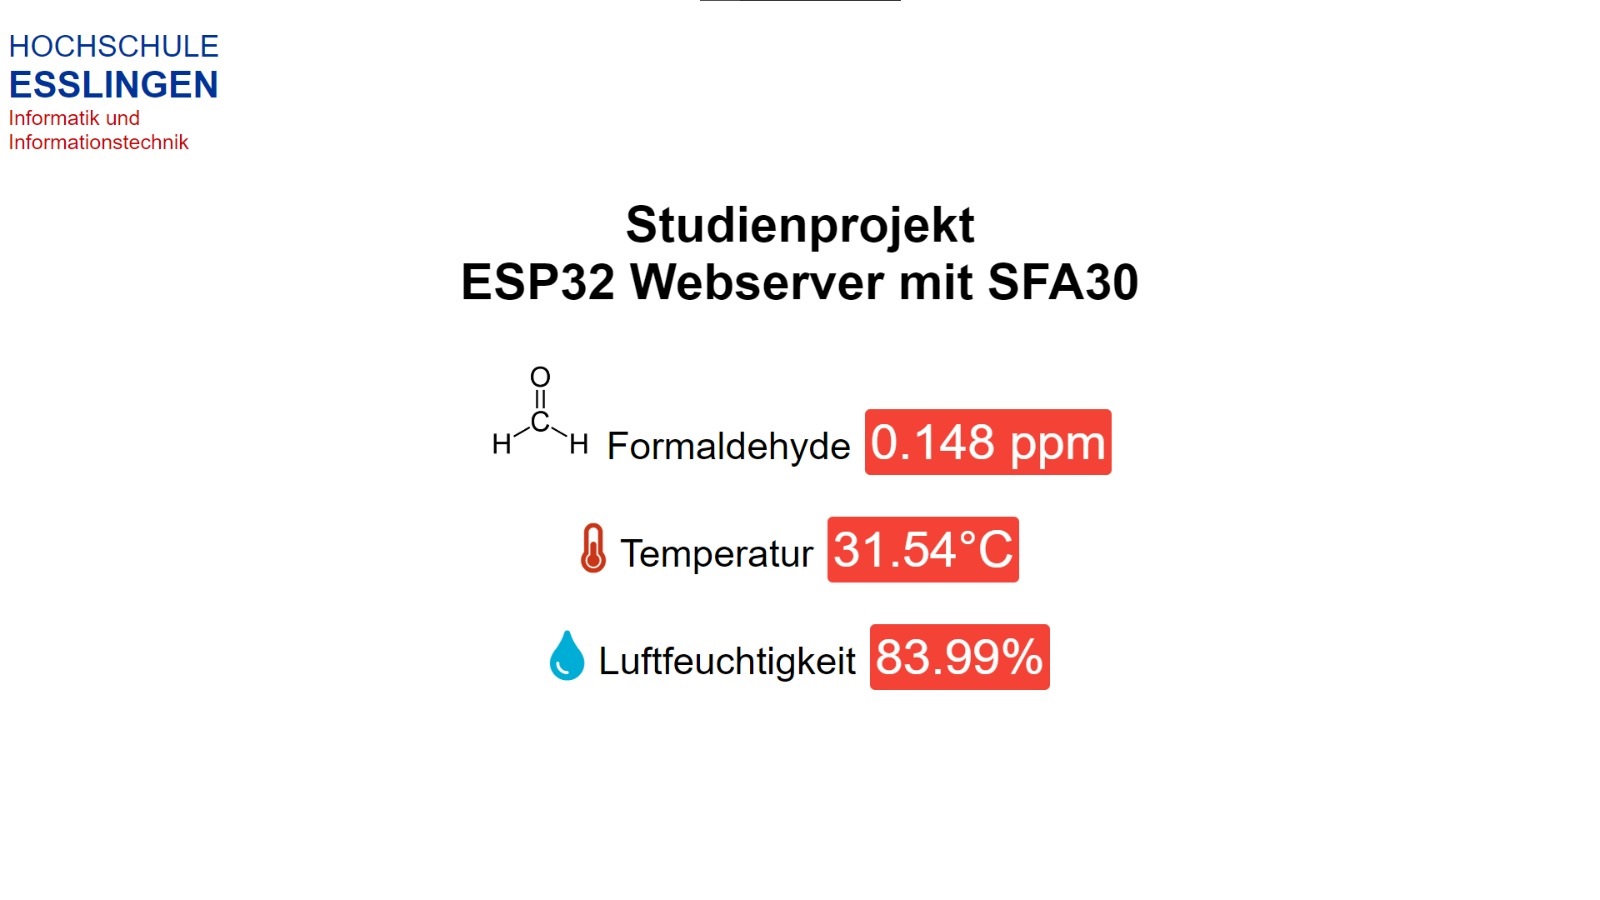 HOCHSCHULE
ESSLINGEN
Informatik und
Informationstechnik
Studienprojekt
ESP32 Webserver mit SFA30
O
C
H H
Formaldehyde 0.148 ppm
Temperatur 31.54°C
Luftfeuchtigkeit 83.99%